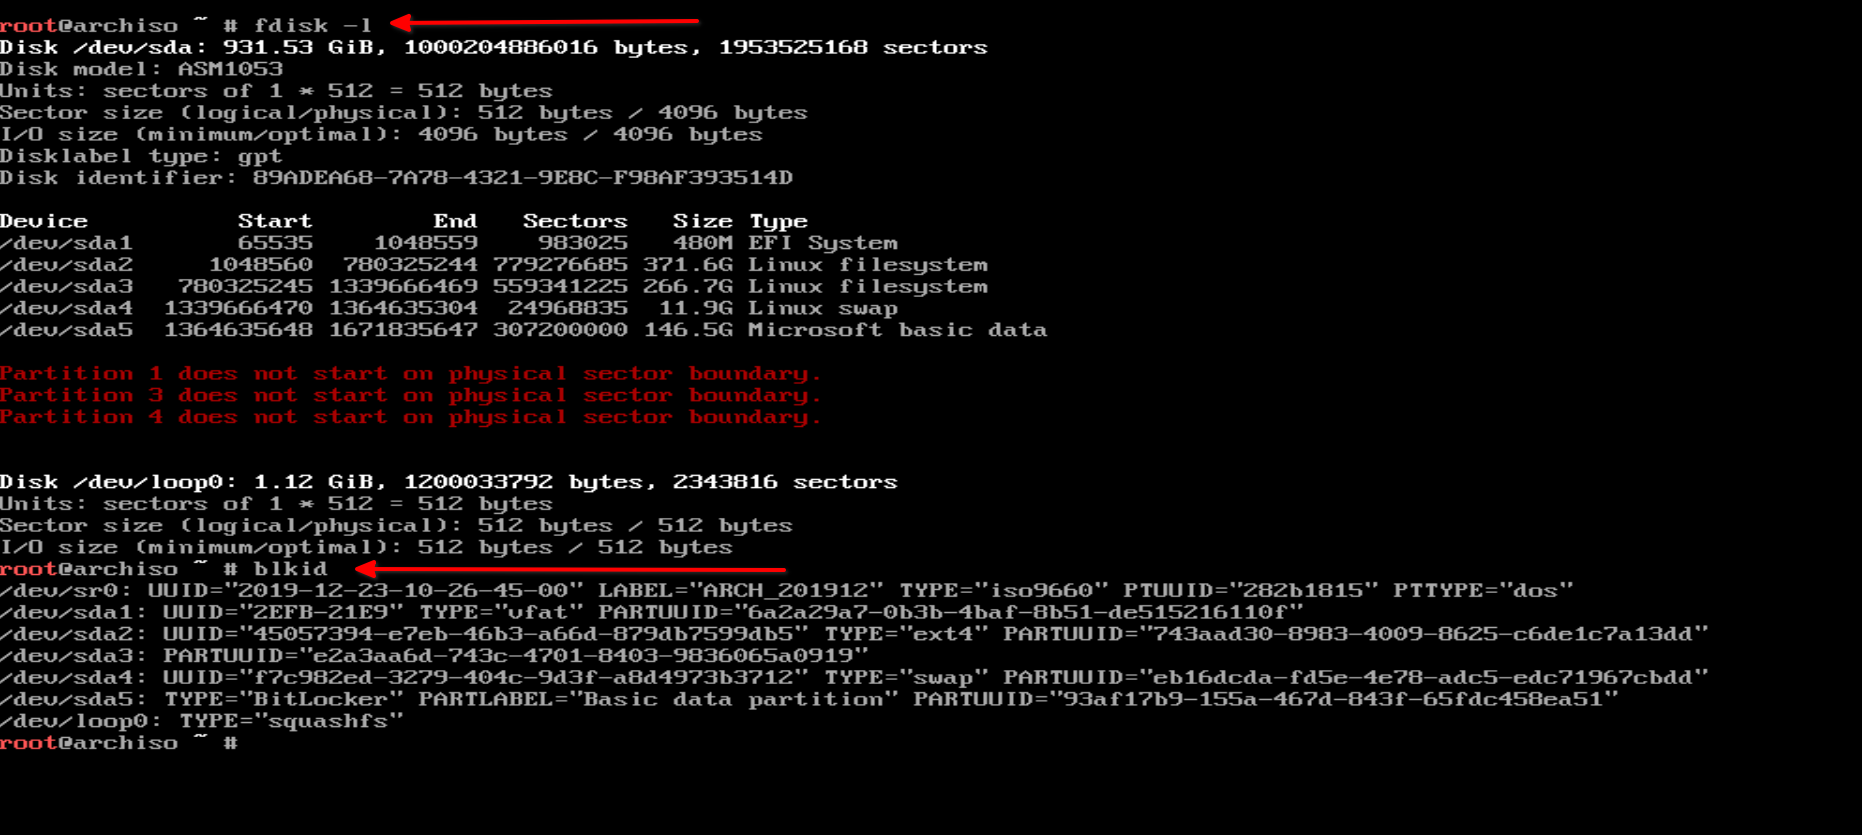 root@archiso ~ # fdisk -l
Disk /dev/sda: 931.53 GiB, 1000204886016 bytes, 1953525168 sectors
Disk model: ASM1053
Units: sectors of 1 * 512 = 512 bytes
Sector size (logical/physical): 512 bytes / 4096 bytes
I/O size (minimum/optimal): 4096 bytes / 4096 bytes
Disklabel type: gpt
Disk identifier: 89ADEA68-7A78-4321-9E8C-F98AF393514D
Device Start End Sectors Size Type
/dev/sda1 65535 1048559 983025 480M EFI System
/dev/sda2 1048560 780325244 779276685 371.6G Linux filesystem
/dev/sda3 780325245 1339666469 559341225 266.7G Linux filesystem
/dev/sda4 1339666470 1364635304 24968835 11.9G Linux swap
/dev/sda5 1364635648 1671835647 307200000 146.5G Microsoft basic data
Partition 1 does not start on physical sector boundary.
Partition 3 does not start on physical sector boundary.
Partition 4 does not start on physical sector boundary.
Disk /dev/loop0: 1.12 GiB, 1200033792 bytes, 2343816 sectors
Units: sectors of 1 * 512 = 512 bytes
Sector size (logical/physical): 512 bytes / 512 bytes
I/O size (minimum/optimal): 512 bytes / 512 bytes
root@archiso ~ # blkid
/dev/sr0: UUID="2019-12-23-10-26-45-00" LABEL="ARCH_201912" TYPE="iso9660" PTUUID="282b1815" PTTYPE="dos"
/dev/sda1: UUID="2EFB-21E9" TYPE="vfat" PARTUUID="6a2a29a7-0b3b-4baf-8b51-de515216110f"
/dev/sda2: UUID="45057394-e7eb-46b3-a66d-879db7599db5" TYPE="ext4" PARTUUID="743aad30-8983-4009-8625-c6de1c7a13dd"
/dev/sda3: PARTUUID="e2a3aa6d-743c-4701-8403-9836065a0919"
/dev/sda4: UUID="f7c982ed-3279-404c-9d3f-a8d4973b3712" TYPE="swap" PARTUUID="eb16dcda-fd5e-4e78-adc5-edc71967cbdd"
/dev/sda5: TYPE="BitLocker" PARTLABEL="Basic data partition" PARTUUID="93af17b9-155a-467d-843f-65fdc458ea51"
/dev/loop0: TYPE="squashfs"
root@archiso ~ #